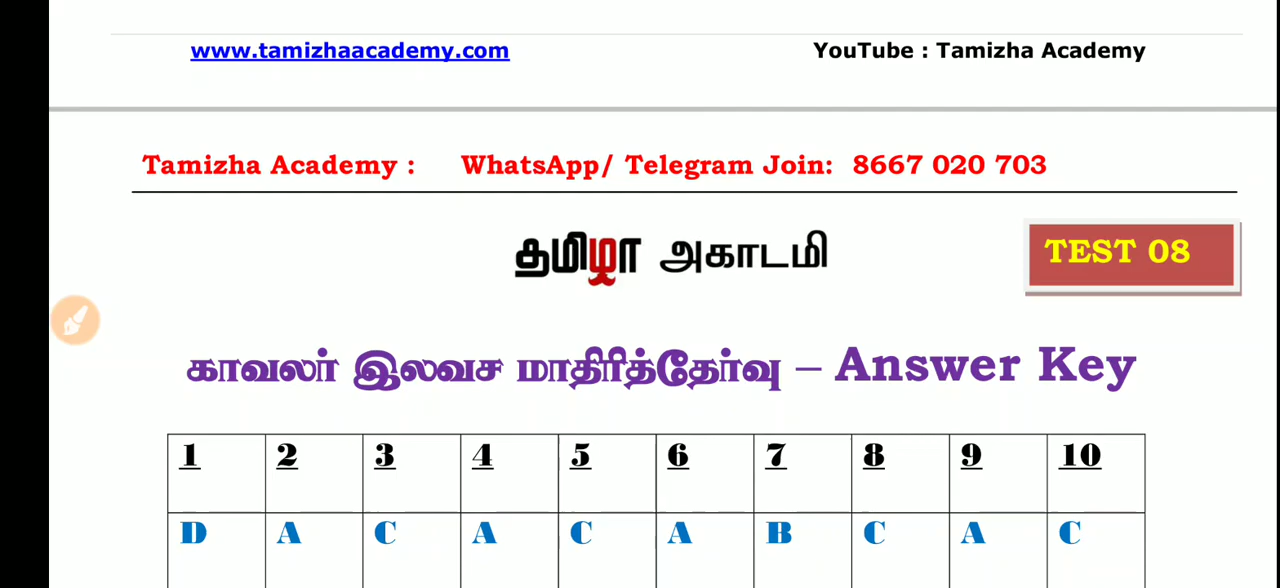 www.tamizhaacademy.com YouTube : Tamizha Academy
Tamizha Academy : WhatsApp/ Telegram Join: 8667 020 703
தமிழா அகாடமி TEST 08
காவலர் இலவச மாதிரித்தேர்வு – Answer Key
1 2 3 4 5 6 7 8 9 10
D A C A C A B C A C